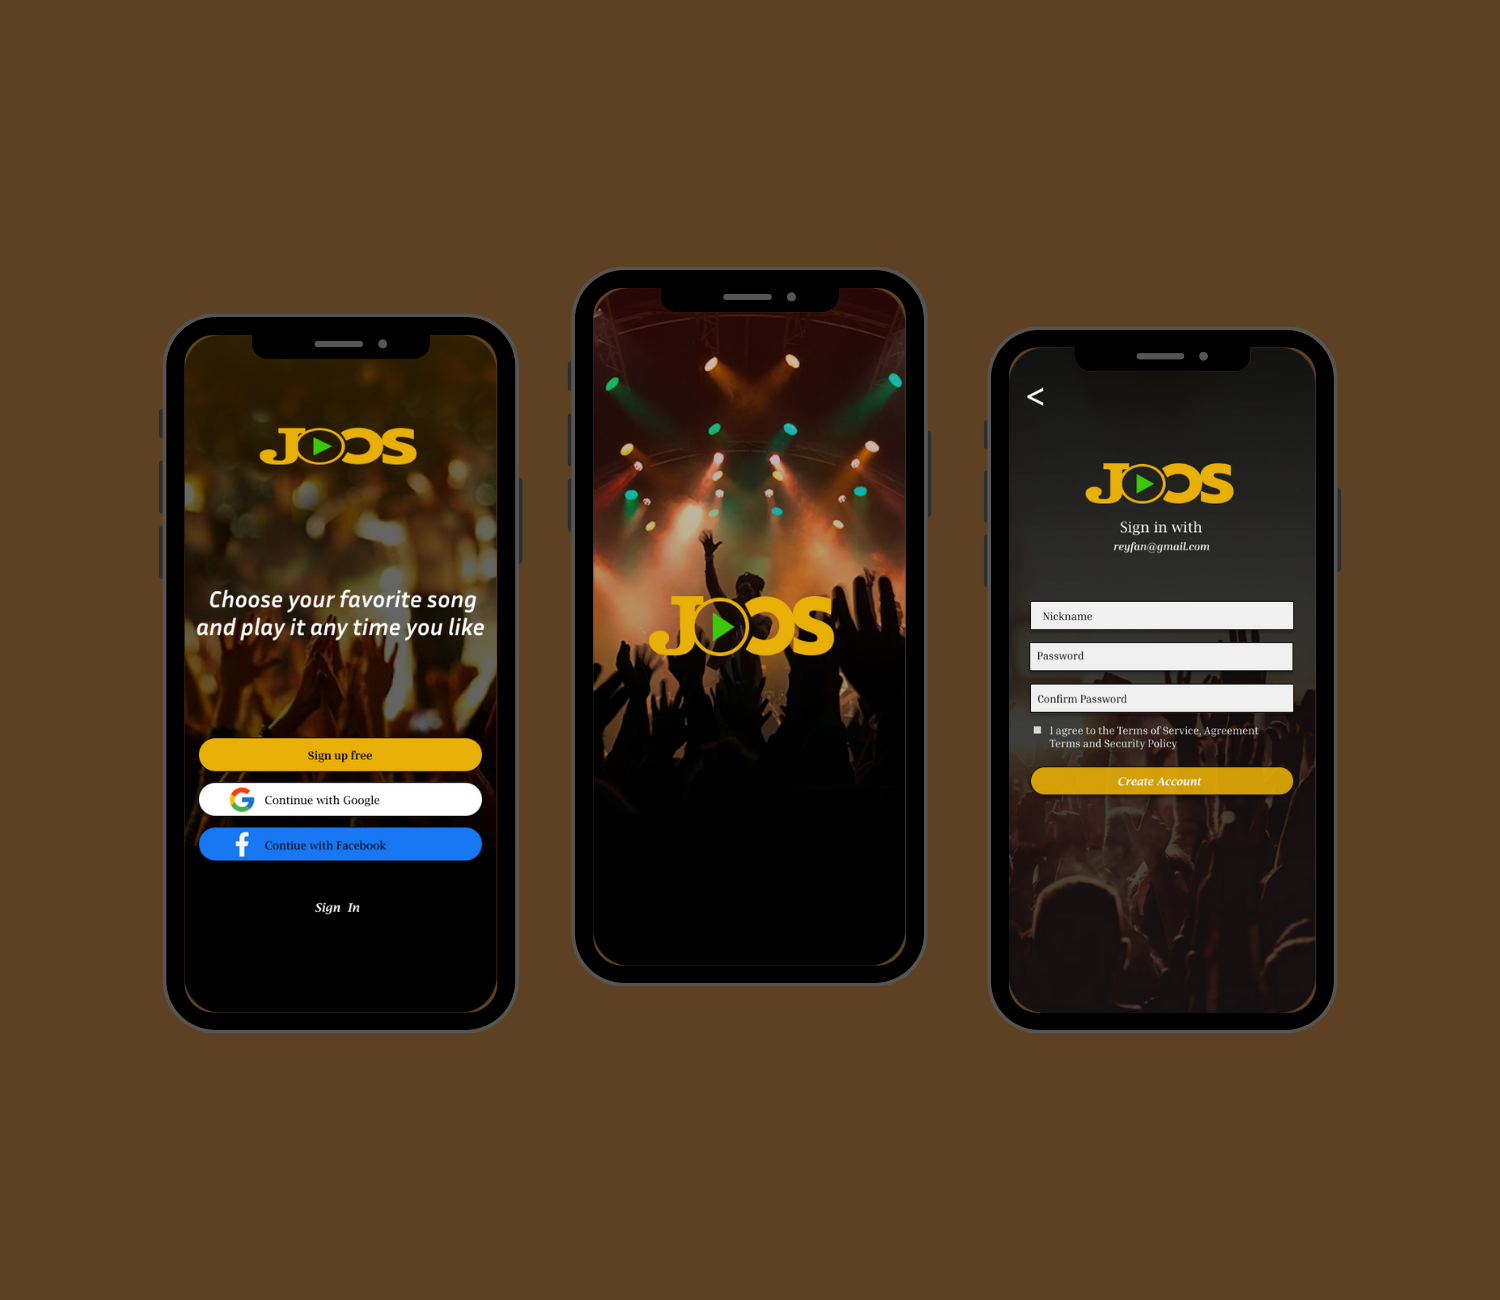 JOOS
Choose your favorite song
and play it any time you like
Sign up free
Continue with Google
Contiue with Facebook
Sign In
JOOS
<
JOOS
Sign in with
reyfan@gmail.com
Nickname
Password
Confirm Password
I agree to the Terms of Service, Agreement
Terms and Security Policy
Create Account